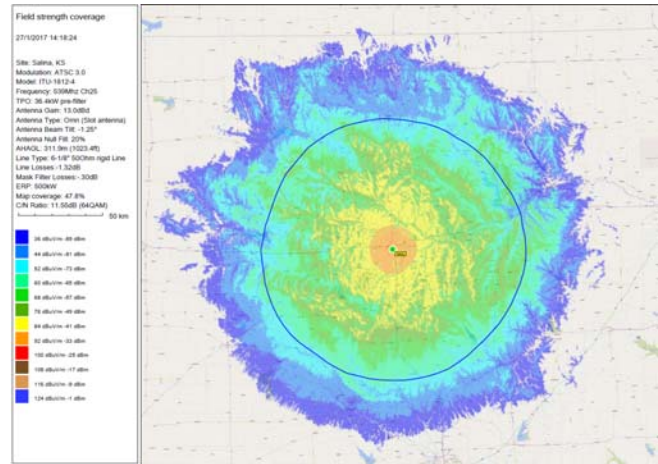 Field strength coverage
27/1/2017 14:18:24
Site: Salina, KS
Modulation: ATSC 3.0
Model: ITU-1812-4
Frequency: 539Mhz Ch25
TPO: 36.4kW pre-filter
Antenna Gain: 13.0dBd
Antenna Type: Omn (Slot antenna)
Antenna Beam Tilt: -1.25°
Antenna Null Fill: 20%
AHAGL: 311.9m (1023.4ft)
Line Type: 6-1/8" 50Ohm rigid Line
Line Losses:-1.32dB
Mask Filter Losses:-.30dB
ERP: 500kW
Map coverage: 47.8%
C/N Ratio: 11.55dB (64QAM)
50 km
36 dBuV/m -89 dBm
44 dBuV/m -81 dBm
52 dBuV/m -73 dBm
60 dBuV/m -65 dBm
68 dBuV/m -57 dBm
76 dBuV/m -49 dBm
84 dBuV/m -41 dBm
92 dBuV/m -33 dBm
100 dBuV/m -25 dBm
108 dBuV/m -17 dBm
116 dBuV/m -9 dBm
124 dBuV/m -1 dBm